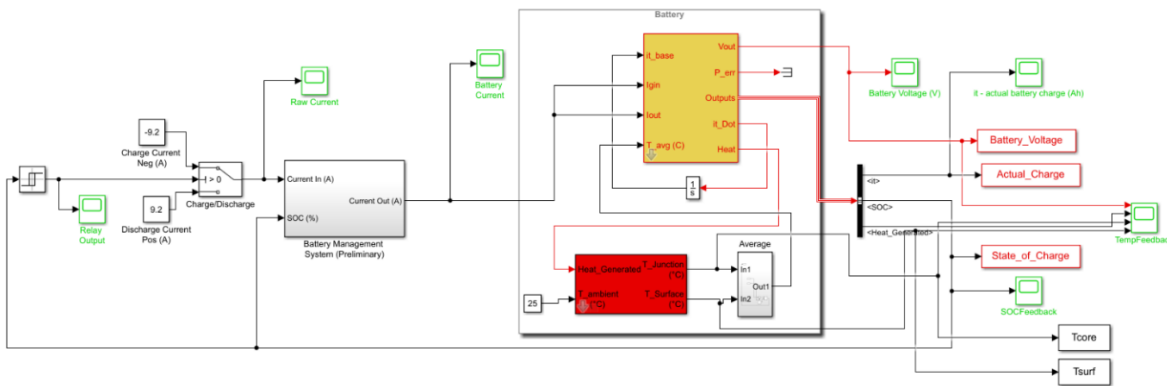 Battery
it_base
Igin
Iout
T_avg (C)
Vout
P_err
Outputs
it_Dot
Heat
Battery
Current
Raw Current
Battery Voltage (V)
it - actual battery charge (Ah)
-9.2
Charge Current
Neg (A)
> 0
9.2
Charge/Discharge
Discharge Current
Pos (A)
Relay
Output
Current In (A)
SOC (%)
Current Out (A)
Battery Management
System (Preliminary)
1
s
Battery_Voltage
Actual_Charge
<it>
<SOC>
<Heat_Generated>
TempFeedback
State_of_Charge
SOCFeedback
Average
In1
In2
Out1
Heat_Generated
T_ambient
(°C)
T_Junction
(°C)
T_Surface
(°C)
25
Tcore
Tsurf